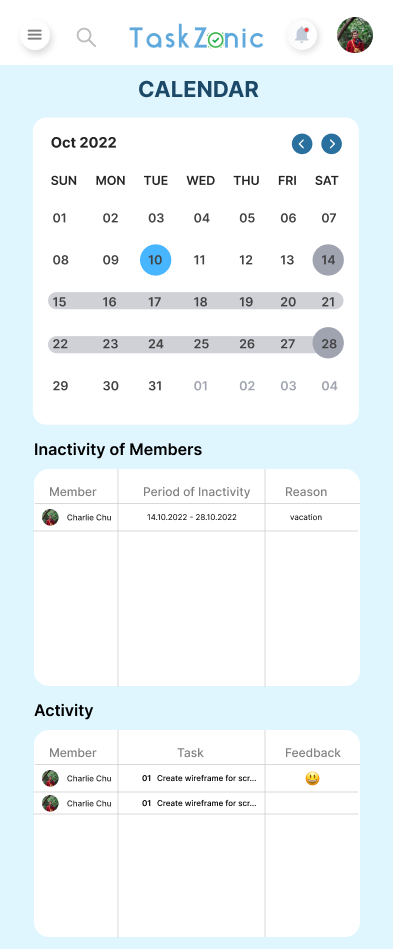 TaskZonic
CALENDAR
Oct 2022
SUN MON TUE WED THU FRI SAT
01 02 03 04 05 06 07
08 09 10 11 12 13 14
15 16 17 18 19 20 21
22 23 24 25 26 27 28
29 30 31 01 02 03 04
Inactivity of Members
Member Period of Inactivity Reason
Charlie Chu 14.10.2022 - 28.10.2022 vacation
Activity
Member Task Feedback
Charlie Chu 01 Create wireframe for scr...
Charlie Chu 01 Create wireframe for scr...